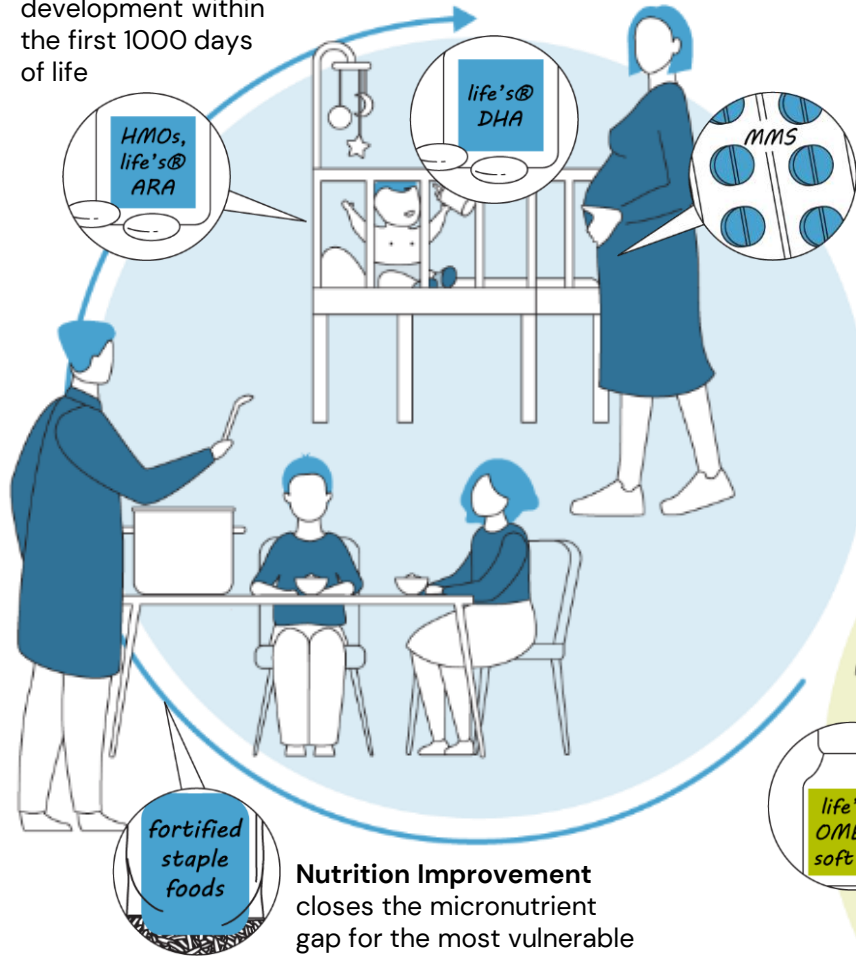 development within
the first 1000 days
of life
HMOs,
life's®
ARA
life's®
DHA
MMS
fortified
staple
foods
Nutrition Improvement
closes the micronutrient
gap for the most vulnerable
soft